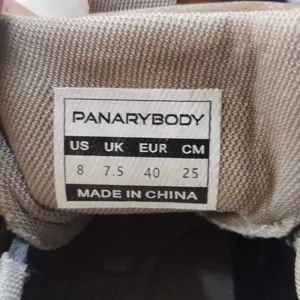 PANARYBODY
US UK EUR CM
8 7.5 40 25
MADE IN CHINA